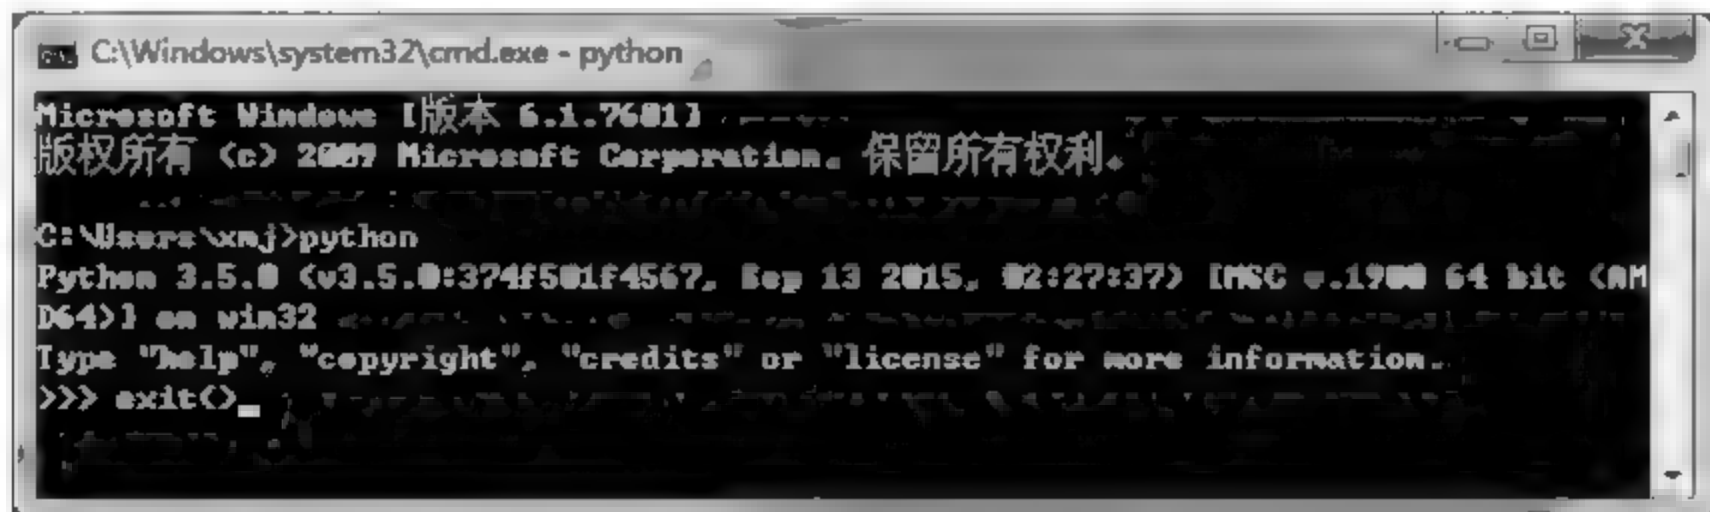 C:\Windows\system32\cmd.exe - python
Microsoft Windows [版本 6.1.7601]
版权所有 (c) 2009 Microsoft Corporation。保留所有权利。
C:\Users\xmj>python
Python 3.5.0 (v3.5.0:374f501f4567, Sep 13 2015, 02:27:37) [MSC v.1900 64 bit (AM
D64)] on win32
Type "help", "copyright", "credits" or "license" for more information.
>>> exit()_